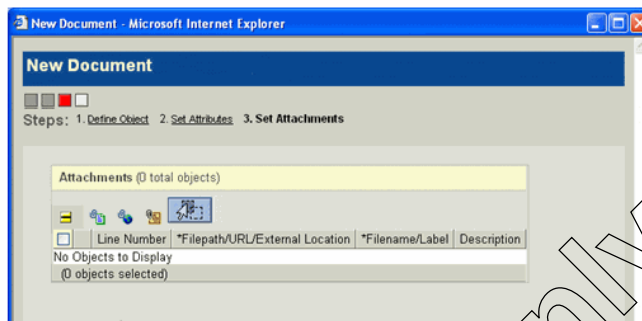 New Document - Microsoft Internet Explorer
New Document
Steps: 1. Define Object 2. Set Attributes 3. Set Attachments
Attachments (0 total objects)
Line Number *Filepath/URL/External Location *Filename/Label Description
No Objects to Display
(0 objects selected)